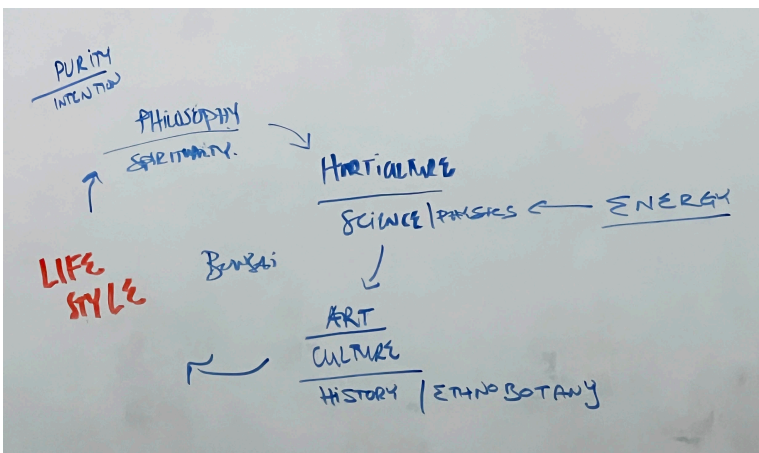 PURITY
INTENTION
PHILOSOPHY
SPIRITUALITY.
HORTICULTURE
SCIENCE/PHYSICS
ENERGY
LIFE
STYLE
BONSAI
ART
CULTURE
HISTORY / ETHNOBOTANY